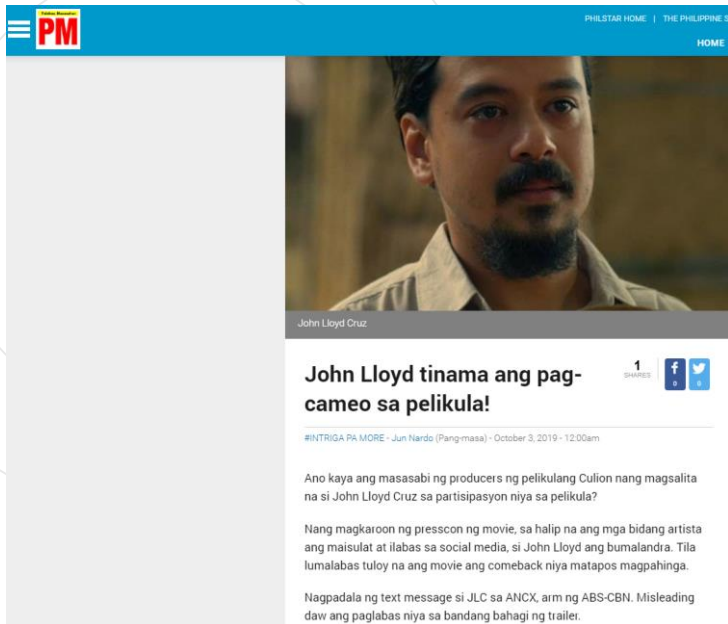 PHILSTAR HOME | THE PHILIPPINE S
PM
HOME
John Lloyd Cruz
John Lloyd tinama ang pag-
cameo sa pelikula!
1
SHARES
0
0
#INTRIGA PA MORE - Jun Nardo (Pang-masa) - October 3, 2019 - 12:00am
Ano kaya ang masasabi ng producers ng pelikulang Culion nang magsalita
na si John Lloyd Cruz sa partisipasyon niya sa pelikula?
Nang magkaroon ng presscon ng movie, sa halip na ang mga bidang artista
ang maisulat at ilabas sa social media, si John Lloyd ang bumalandra. Tila
lumalabas tuloy na ang movie ang comeback niya matapos magpahinga.
Nagpadala ng text message si JLC sa ANCX, arm ng ABS-CBN. Misleading
daw ang paglabas niya sa bandang bahagi ng trailer.